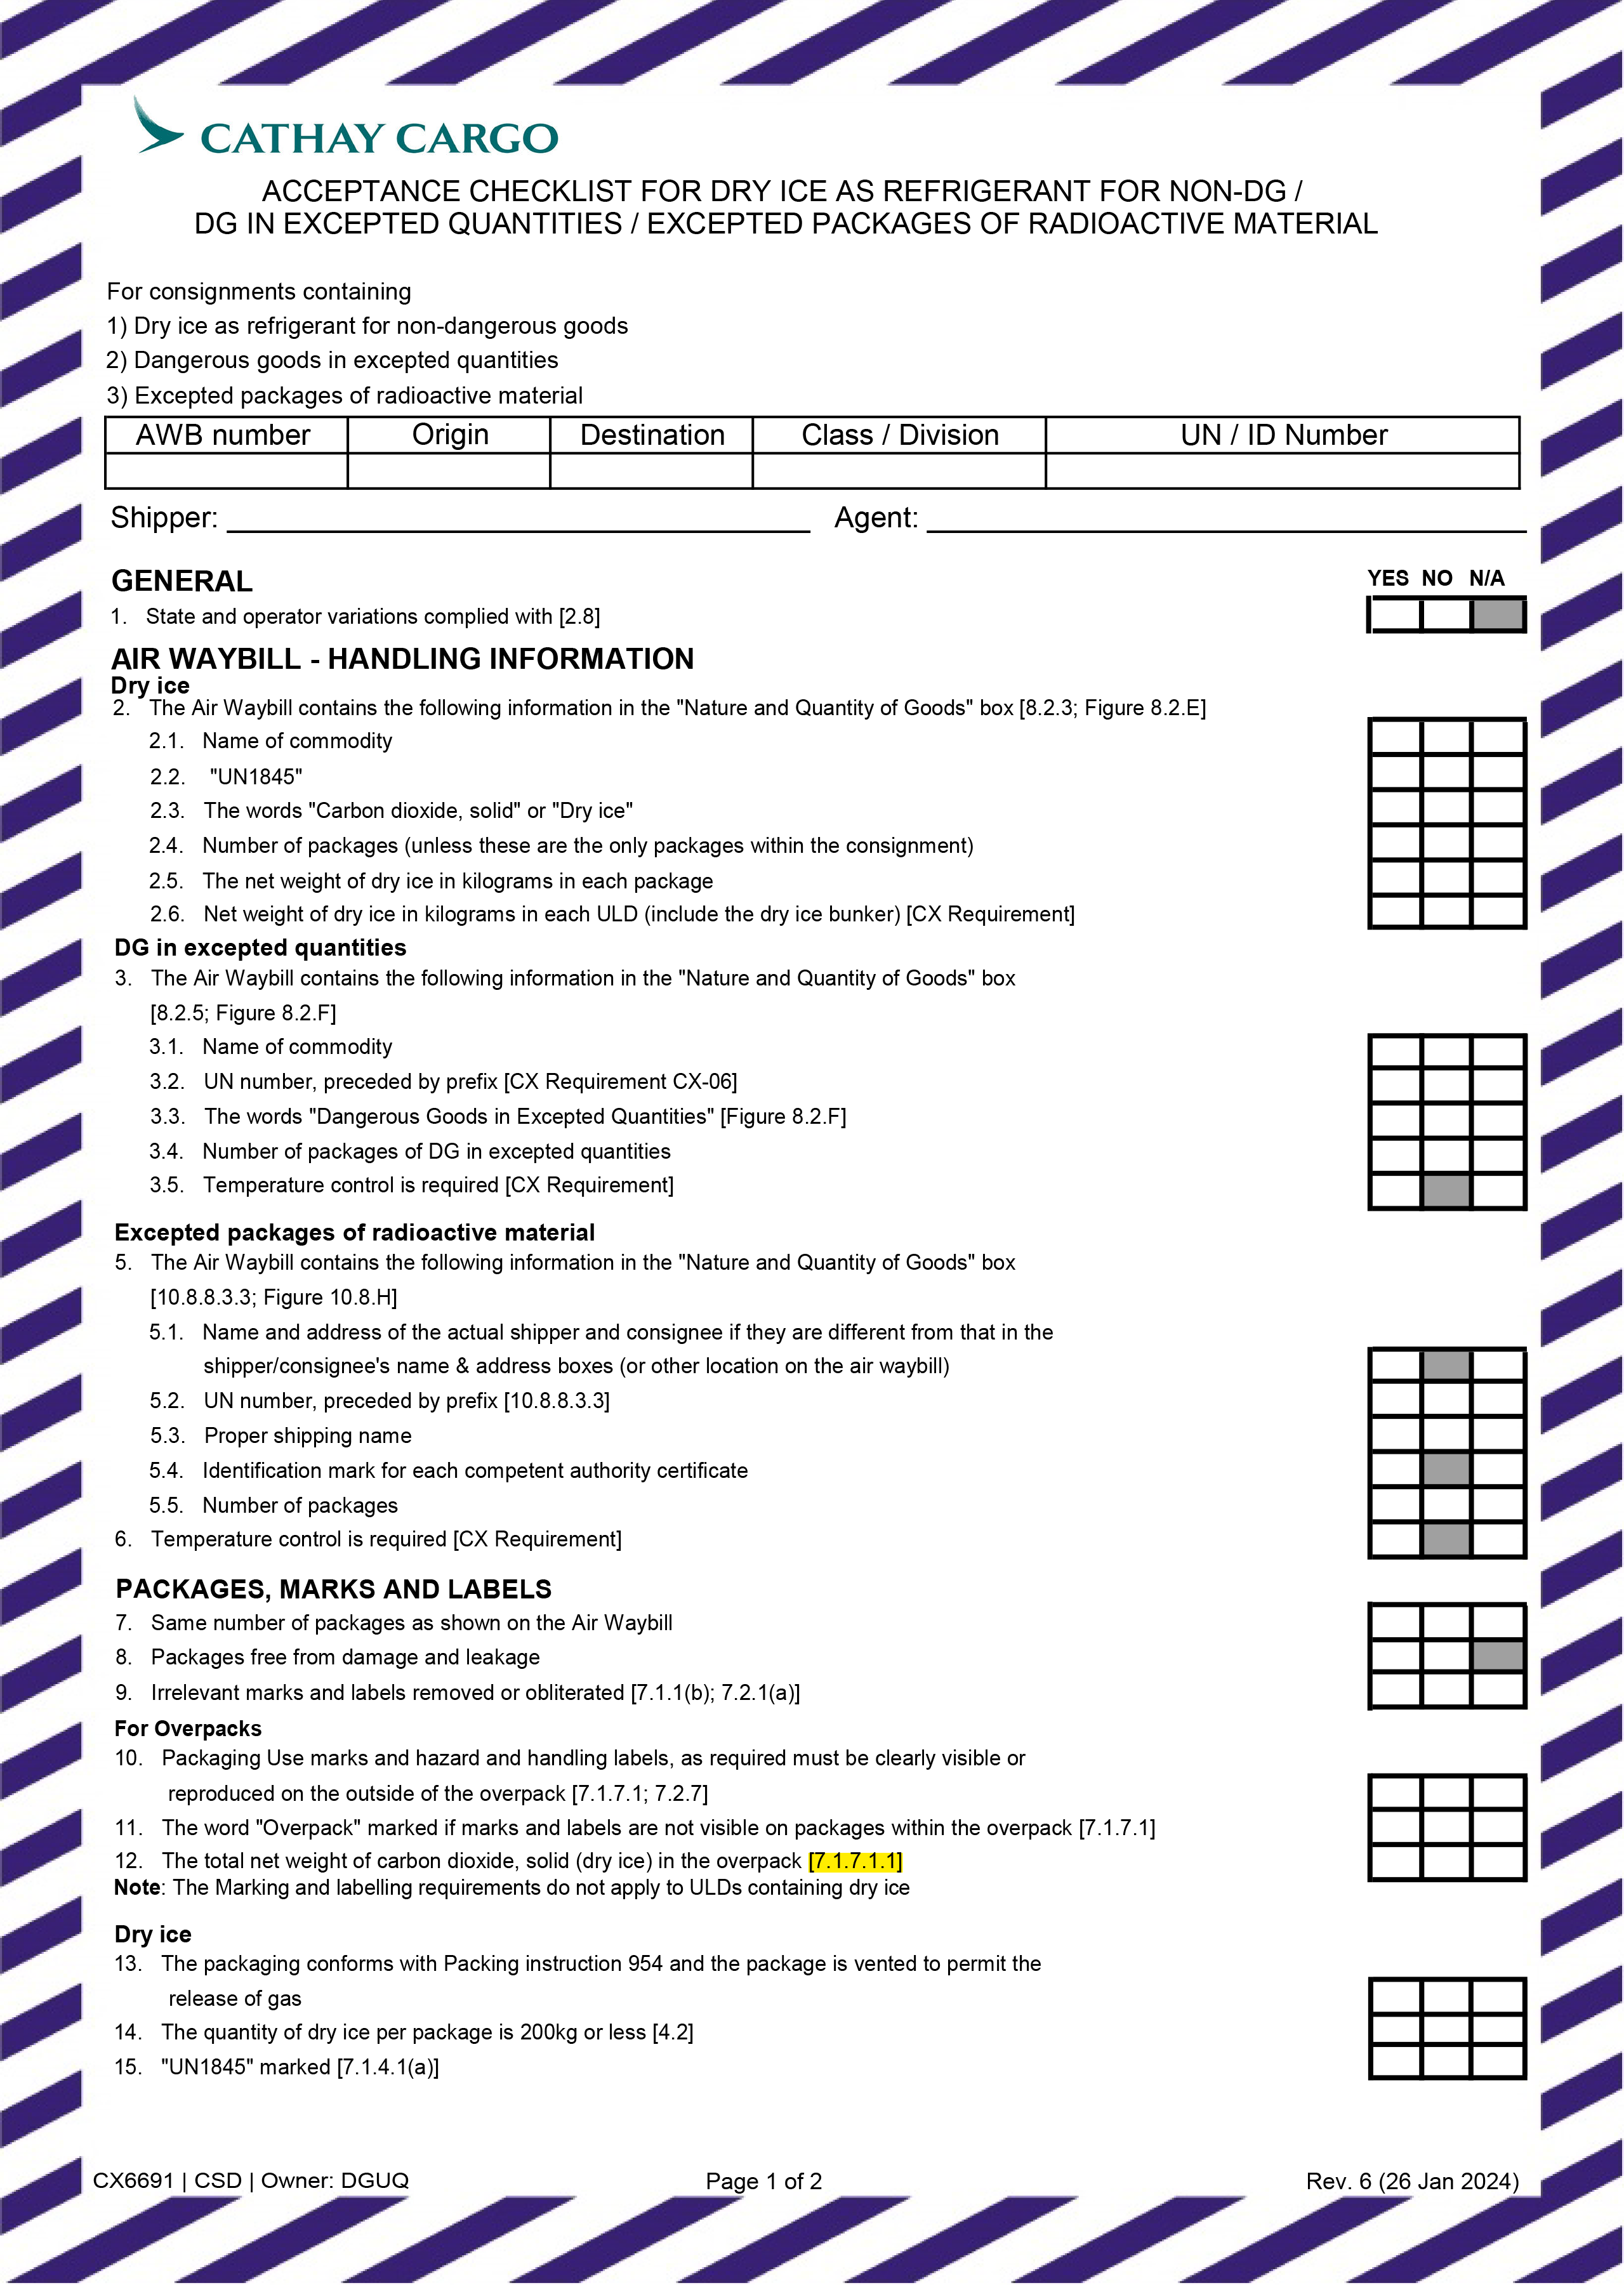 CATHAY CARGO
ACCEPTANCE CHECKLIST FOR DRY ICE AS REFRIGERANT FOR NON-DG /
DG IN EXCEPTED QUANTITIES / EXCEPTED PACKAGES OF RADIOACTIVE MATERIAL
For consignments containing
1) Dry ice as refrigerant for non-dangerous goods
2) Dangerous goods in excepted quantities
3) Excepted packages of radioactive material
AWB number Origin Destination Class / Division UN / ID Number
Shipper: Agent:
GENERAL YES NO N/A
1. State and operator variations complied with [2.8]
AIR WAYBILL - HANDLING INFORMATION
Dry ice
2. The Air Waybill contains the following information in the "Nature and Quantity of Goods" box [8.2.3; Figure 8.2.E]
2.1. Name of commodity
2.2. "UN1845"
2.3. The words "Carbon dioxide, solid" or "Dry ice"
2.4. Number of packages (unless these are the only packages within the consignment)
2.5. The net weight of dry ice in kilograms in each package
2.6. Net weight of dry ice in kilograms in each ULD (include the dry ice bunker) [CX Requirement]
DG in excepted quantities
3. The Air Waybill contains the following information in the "Nature and Quantity of Goods" box
[8.2.5; Figure 8.2.F]
3.1. Name of commodity
3.2. UN number, preceded by prefix [CX Requirement CX-06]
3.3. The words "Dangerous Goods in Excepted Quantities" [Figure 8.2.F]
3.4. Number of packages of DG in excepted quantities
3.5. Temperature control is required [CX Requirement]
Excepted packages of radioactive material
5. The Air Waybill contains the following information in the "Nature and Quantity of Goods" box
[10.8.8.3.3; Figure 10.8.H]
5.1. Name and address of the actual shipper and consignee if they are different from that in the
shipper/consignee's name & address boxes (or other location on the air waybill)
5.2. UN number, preceded by prefix [10.8.8.3.3]
5.3. Proper shipping name
5.4. Identification mark for each competent authority certificate
5.5. Number of packages
6. Temperature control is required [CX Requirement]
PACKAGES, MARKS AND LABELS
7. Same number of packages as shown on the Air Waybill
8. Packages free from damage and leakage
9. Irrelevant marks and labels removed or obliterated [7.1.1(b); 7.2.1(a)]
For Overpacks
10. Packaging Use marks and hazard and handling labels, as required must be clearly visible or
reproduced on the outside of the overpack [7.1.7.1; 7.2.7]
11. The word "Overpack" marked if marks and labels are not visible on packages within the overpack [7.1.7.1]
12. The total net weight of carbon dioxide, solid (dry ice) in the overpack [7.1.7.1.1]
Note: The Marking and labelling requirements do not apply to ULDs containing dry ice
Dry ice
13. The packaging conforms with Packing instruction 954 and the package is vented to permit the
release of gas
14. The quantity of dry ice per package is 200kg or less [4.2]
15. "UN1845" marked [7.1.4.1(a)]
CX6691 | CSD | Owner: DGUQ Page 1 of 2 Rev. 6 (26 Jan 2024)